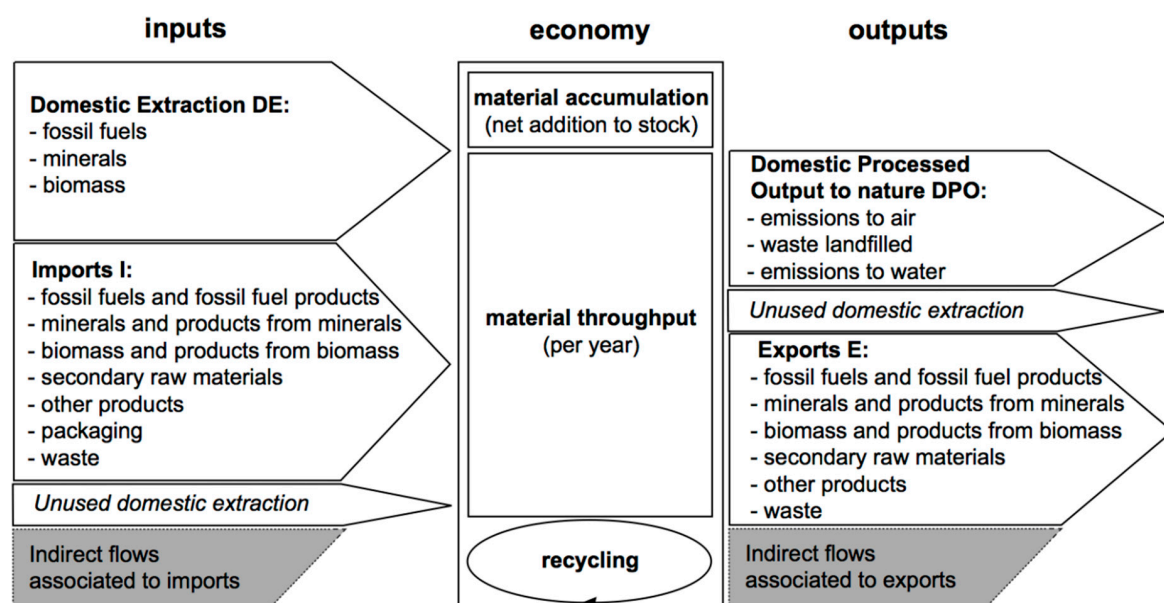 inputs
economy
outputs
Domestic Extraction DE:
- fossil fuels
- minerals
- biomass
Imports I:
- fossil fuels and fossil fuel products
- minerals and products from minerals
- biomass and products from biomass
- secondary raw materials
- other products
- packaging
- waste
Unused domestic extraction
Indirect flows
associated to imports
material accumulation
(net addition to stock)
material throughput
(per year)
recycling
Domestic Processed
Output to nature DPO:
- emissions to air
- waste landfilled
- emissions to water
Unused domestic extraction
Exports E:
- fossil fuels and fossil fuel products
- minerals and products from minerals
- biomass and products from biomass
- secondary raw materials
- other products
- waste
Indirect flows
associated to exports